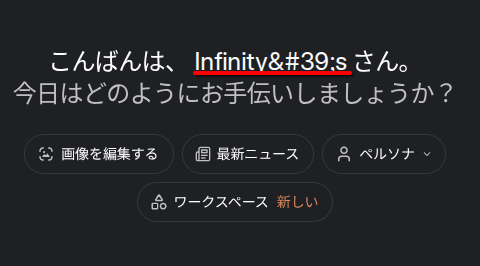 こんばんは、 Infinity&#39;s さん。
今日はどのようにお手伝いしましょうか？
画像を編集する
最新ニュース
ペルソナ
ワークスペース 新しい